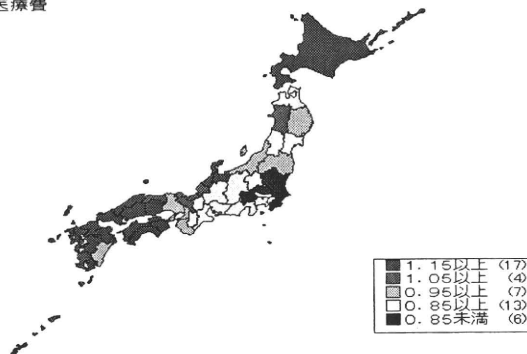 医療費
1.15以上 (17)
1.05以上 (4)
0.95以上 (7)
0.85以上 (13)
0.85未満 (6)